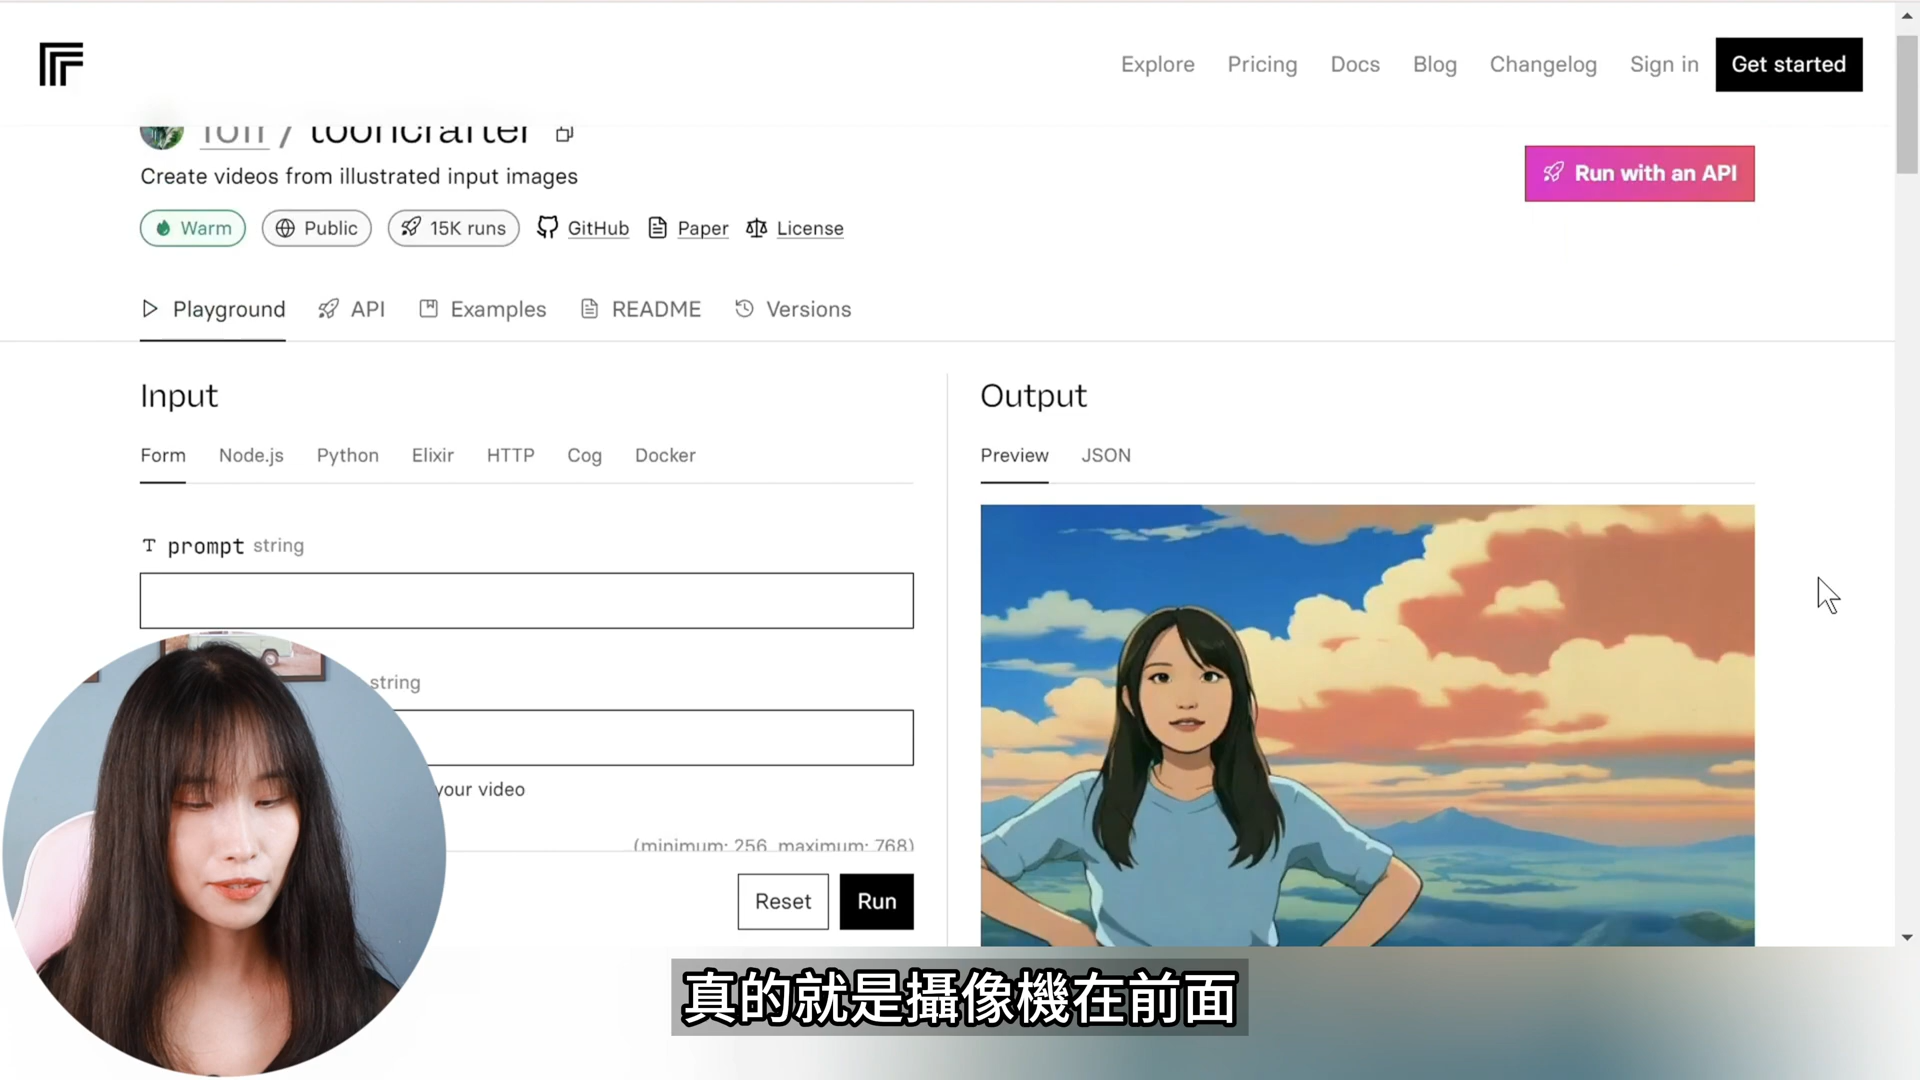 Explore Pricing Docs Blog Changelog Sign in Get started
fofr / tooncrafter
Create videos from illustrated input images
Run with an API
Warm Public 15K runs GitHub Paper License
Playground API Examples README Versions
Input
Form Node.js Python Elixir HTTP Cog Docker
T prompt string
string
your video
(minimum: 256, maximum: 768)
Reset Run
Output
Preview JSON
真的就是攝像機在前面